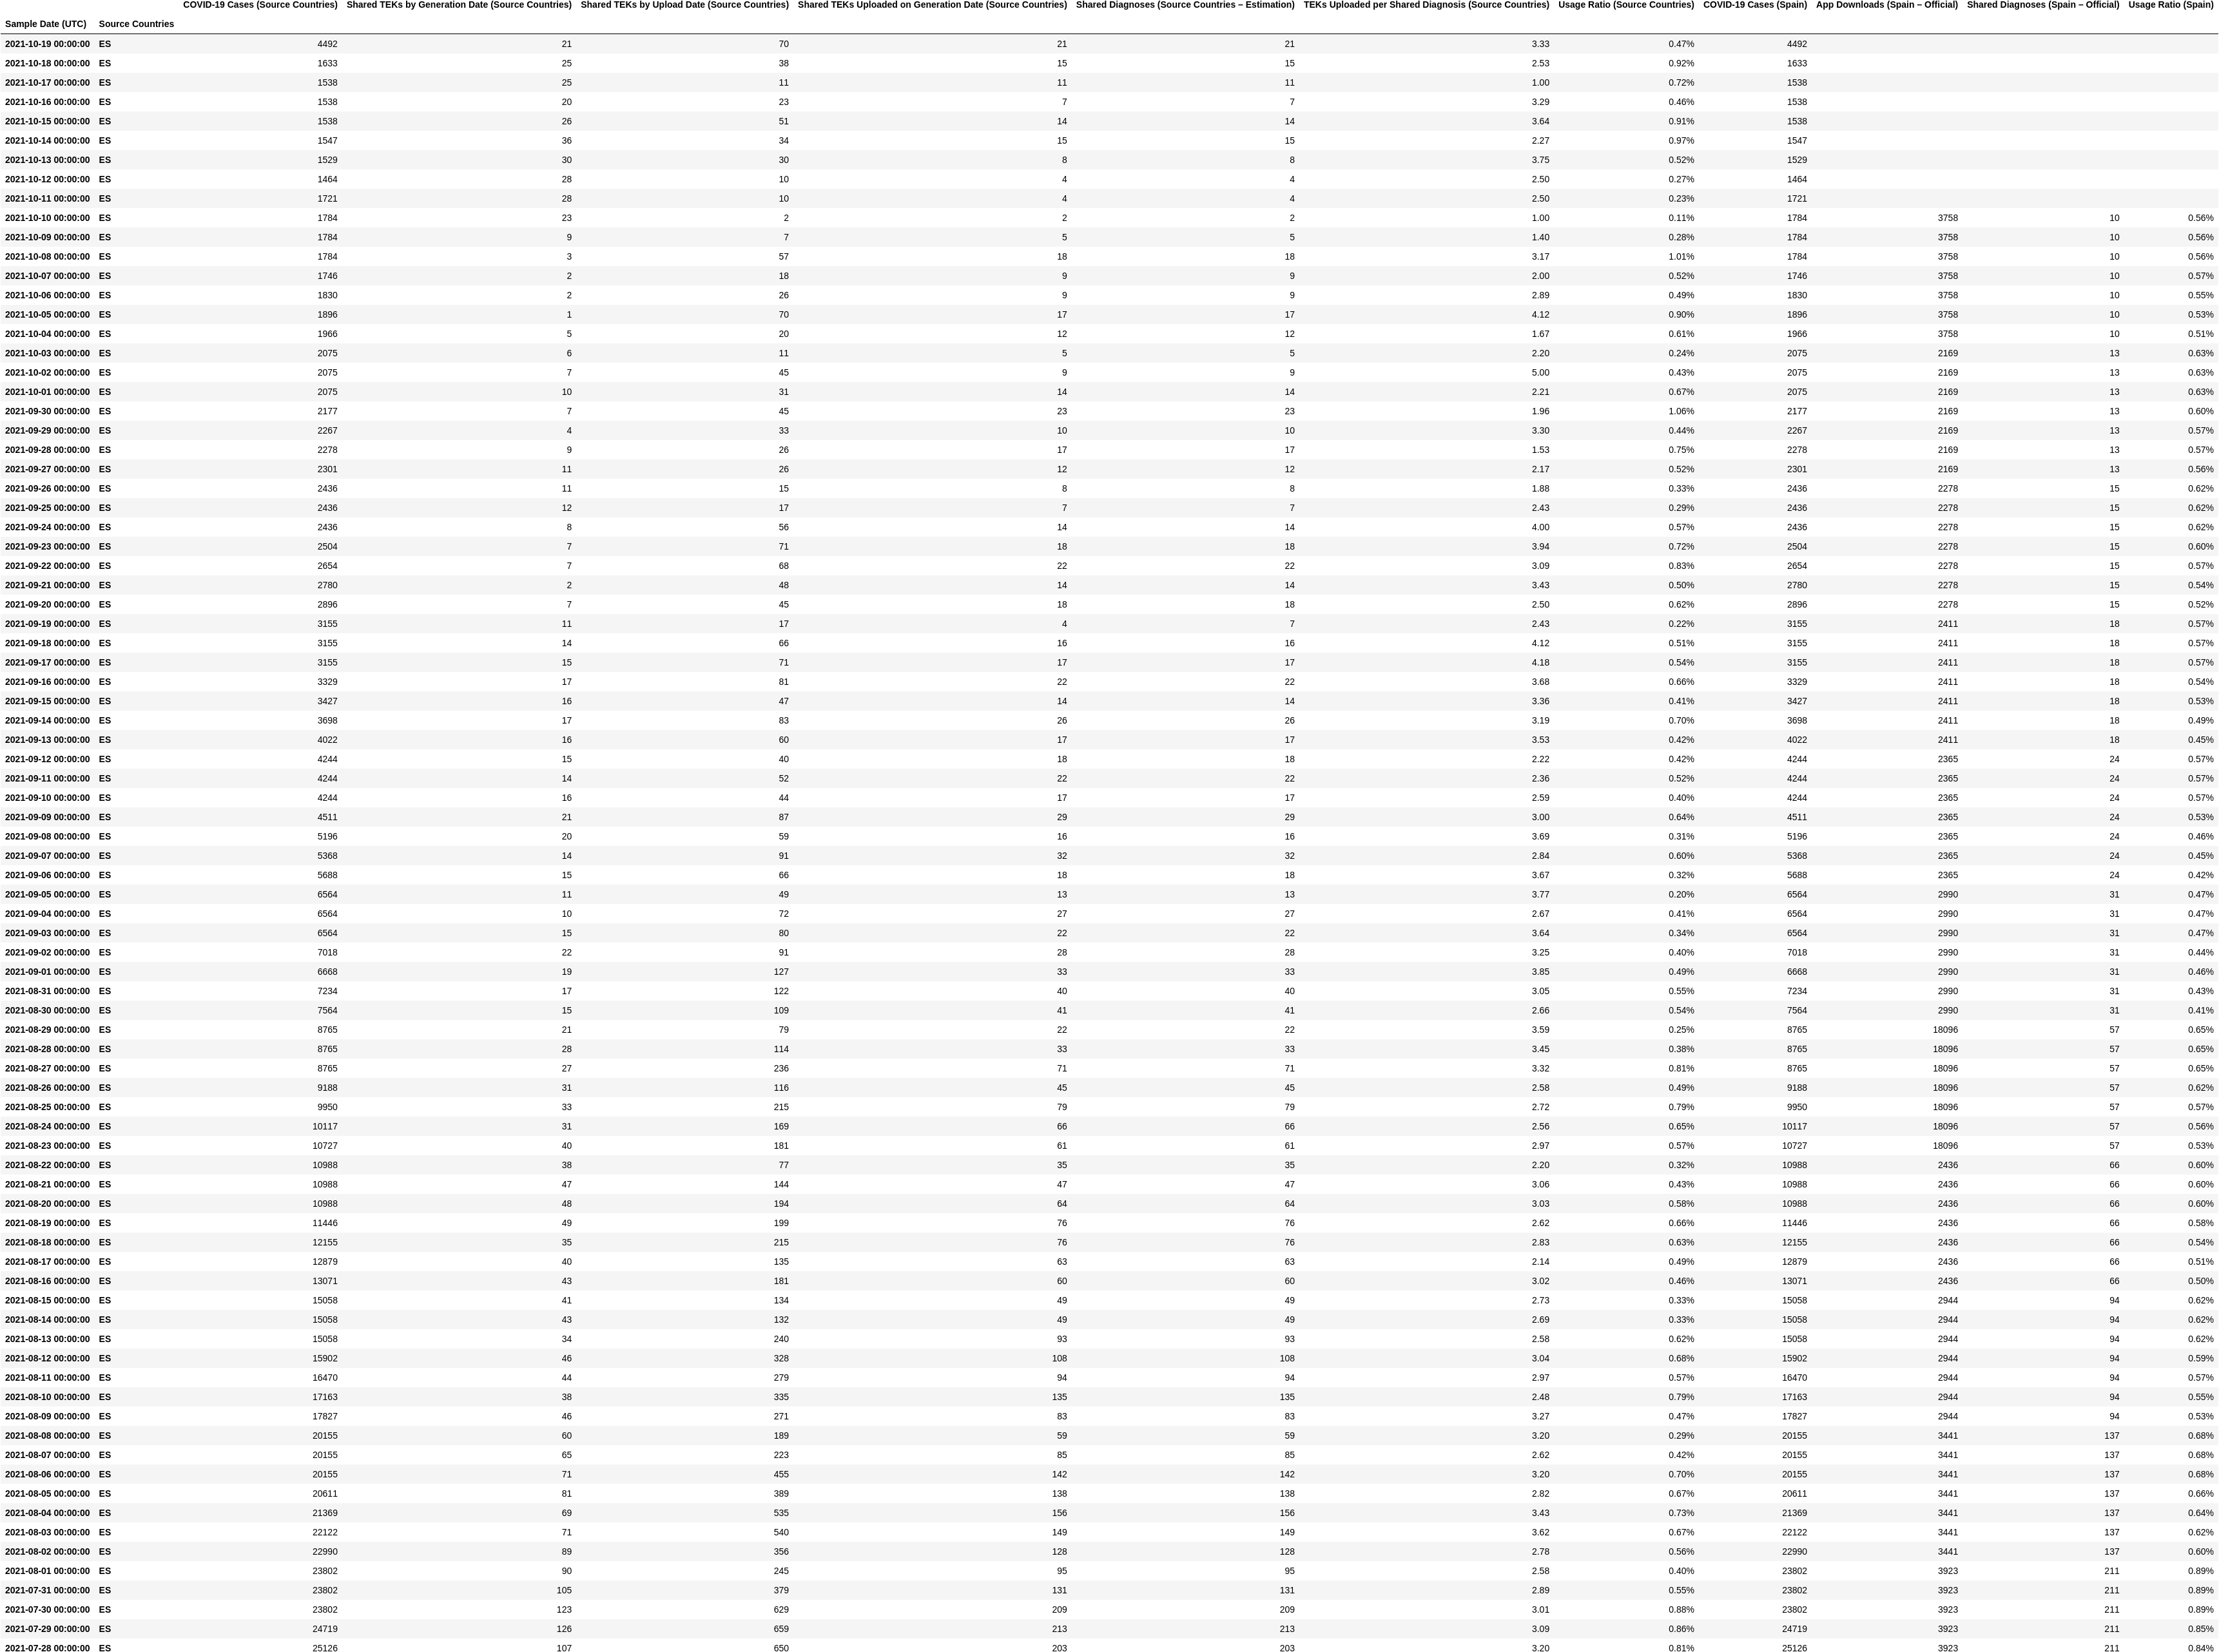 COVID-19 Cases (Source Countries) Shared TEKs by Generation Date (Source Countries) Shared TEKs by Upload Date (Source Countries) Shared TEKs Uploaded on Generation Date (Source Countries) Shared Diagnoses (Source Countries – Estimation) TEKs Uploaded per Shared Diagnosis (Source Countries) Usage Ratio (Source Countries) COVID-19 Cases (Spain) App Downloads (Spain – Official) Shared Diagnoses (Spain – Official) Usage Ratio (Spain)
Sample Date (UTC) Source Countries
2021-10-19 00:00:00 ES 4492 21 70 21 21 3.33 0.47% 4492
2021-10-18 00:00:00 ES 1633 25 38 15 15 2.53 0.92% 1633
2021-10-17 00:00:00 ES 1538 25 11 11 11 1.00 0.72% 1538
2021-10-16 00:00:00 ES 1538 20 23 7 7 3.29 0.46% 1538
2021-10-15 00:00:00 ES 1538 26 51 14 14 3.64 0.91% 1538
2021-10-14 00:00:00 ES 1547 36 34 15 15 2.27 0.97% 1547
2021-10-13 00:00:00 ES 1529 30 30 8 8 3.75 0.52% 1529
2021-10-12 00:00:00 ES 1464 28 10 4 4 2.50 0.27% 1464
2021-10-11 00:00:00 ES 1721 28 10 4 4 2.50 0.23% 1721
2021-10-10 00:00:00 ES 1784 23 2 2 2 1.00 0.11% 1784 3758 10 0.56%
2021-10-09 00:00:00 ES 1784 9 7 5 5 1.40 0.28% 1784 3758 10 0.56%
2021-10-08 00:00:00 ES 1784 3 57 18 18 3.17 1.01% 1784 3758 10 0.56%
2021-10-07 00:00:00 ES 1746 2 18 9 9 2.00 0.52% 1746 3758 10 0.57%
2021-10-06 00:00:00 ES 1830 2 26 9 9 2.89 0.49% 1830 3758 10 0.55%
2021-10-05 00:00:00 ES 1896 1 70 17 17 4.12 0.90% 1896 3758 10 0.53%
2021-10-04 00:00:00 ES 1966 5 20 12 12 1.67 0.61% 1966 3758 10 0.51%
2021-10-03 00:00:00 ES 2075 6 11 5 5 2.20 0.24% 2075 2169 13 0.63%
2021-10-02 00:00:00 ES 2075 7 45 9 9 5.00 0.43% 2075 2169 13 0.63%
2021-10-01 00:00:00 ES 2075 10 31 14 14 2.21 0.67% 2075 2169 13 0.63%
2021-09-30 00:00:00 ES 2177 7 45 23 23 1.96 1.06% 2177 2169 13 0.60%
2021-09-29 00:00:00 ES 2267 4 33 10 10 3.30 0.44% 2267 2169 13 0.57%
2021-09-28 00:00:00 ES 2278 9 26 17 17 1.53 0.75% 2278 2169 13 0.57%
2021-09-27 00:00:00 ES 2301 11 26 12 12 2.17 0.52% 2301 2169 13 0.56%
2021-09-26 00:00:00 ES 2436 11 15 8 8 1.88 0.33% 2436 2278 15 0.62%
2021-09-25 00:00:00 ES 2436 12 17 7 7 2.43 0.29% 2436 2278 15 0.62%
2021-09-24 00:00:00 ES 2436 8 56 14 14 4.00 0.57% 2436 2278 15 0.62%
2021-09-23 00:00:00 ES 2504 7 71 18 18 3.94 0.72% 2504 2278 15 0.60%
2021-09-22 00:00:00 ES 2654 7 68 22 22 3.09 0.83% 2654 2278 15 0.57%
2021-09-21 00:00:00 ES 2780 2 48 14 14 3.43 0.50% 2780 2278 15 0.54%
2021-09-20 00:00:00 ES 2896 7 45 18 18 2.50 0.62% 2896 2278 15 0.52%
2021-09-19 00:00:00 ES 3155 11 17 4 7 2.43 0.22% 3155 2411 18 0.57%
2021-09-18 00:00:00 ES 3155 14 66 16 16 4.12 0.51% 3155 2411 18 0.57%
2021-09-17 00:00:00 ES 3155 15 71 17 17 4.18 0.54% 3155 2411 18 0.57%
2021-09-16 00:00:00 ES 3329 17 81 22 22 3.68 0.66% 3329 2411 18 0.54%
2021-09-15 00:00:00 ES 3427 16 47 14 14 3.36 0.41% 3427 2411 18 0.53%
2021-09-14 00:00:00 ES 3698 17 83 26 26 3.19 0.70% 3698 2411 18 0.49%
2021-09-13 00:00:00 ES 4022 16 60 17 17 3.53 0.42% 4022 2411 18 0.45%
2021-09-12 00:00:00 ES 4244 15 40 18 18 2.22 0.42% 4244 2365 24 0.57%
2021-09-11 00:00:00 ES 4244 14 52 22 22 2.36 0.52% 4244 2365 24 0.57%
2021-09-10 00:00:00 ES 4244 16 44 17 17 2.59 0.40% 4244 2365 24 0.57%
2021-09-09 00:00:00 ES 4511 21 87 29 29 3.00 0.64% 4511 2365 24 0.53%
2021-09-08 00:00:00 ES 5196 20 59 16 16 3.69 0.31% 5196 2365 24 0.46%
2021-09-07 00:00:00 ES 5368 14 91 32 32 2.84 0.60% 5368 2365 24 0.45%
2021-09-06 00:00:00 ES 5688 15 66 18 18 3.67 0.32% 5688 2365 24 0.42%
2021-09-05 00:00:00 ES 6564 11 49 13 13 3.77 0.20% 6564 2990 31 0.47%
2021-09-04 00:00:00 ES 6564 10 72 27 27 2.67 0.41% 6564 2990 31 0.47%
2021-09-03 00:00:00 ES 6564 15 80 22 22 3.64 0.34% 6564 2990 31 0.47%
2021-09-02 00:00:00 ES 7018 22 91 28 28 3.25 0.40% 7018 2990 31 0.44%
2021-09-01 00:00:00 ES 6668 19 127 33 33 3.85 0.49% 6668 2990 31 0.46%
2021-08-31 00:00:00 ES 7234 17 122 40 40 3.05 0.55% 7234 2990 31 0.43%
2021-08-30 00:00:00 ES 7564 15 109 41 41 2.66 0.54% 7564 2990 31 0.41%
2021-08-29 00:00:00 ES 8765 21 79 22 22 3.59 0.25% 8765 18096 57 0.65%
2021-08-28 00:00:00 ES 8765 28 114 33 33 3.45 0.38% 8765 18096 57 0.65%
2021-08-27 00:00:00 ES 8765 27 236 71 71 3.32 0.81% 8765 18096 57 0.65%
2021-08-26 00:00:00 ES 9188 31 116 45 45 2.58 0.49% 9188 18096 57 0.62%
2021-08-25 00:00:00 ES 9950 33 215 79 79 2.72 0.79% 9950 18096 57 0.57%
2021-08-24 00:00:00 ES 10117 31 169 66 66 2.56 0.65% 10117 18096 57 0.56%
2021-08-23 00:00:00 ES 10727 40 181 61 61 2.97 0.57% 10727 18096 57 0.53%
2021-08-22 00:00:00 ES 10988 38 77 35 35 2.20 0.32% 10988 2436 66 0.60%
2021-08-21 00:00:00 ES 10988 47 144 47 47 3.06 0.43% 10988 2436 66 0.60%
2021-08-20 00:00:00 ES 10988 48 194 64 64 3.03 0.58% 10988 2436 66 0.60%
2021-08-19 00:00:00 ES 11446 49 199 76 76 2.62 0.66% 11446 2436 66 0.58%
2021-08-18 00:00:00 ES 12155 35 215 76 76 2.83 0.63% 12155 2436 66 0.54%
2021-08-17 00:00:00 ES 12879 40 135 63 63 2.14 0.49% 12879 2436 66 0.51%
2021-08-16 00:00:00 ES 13071 43 181 60 60 3.02 0.46% 13071 2436 66 0.50%
2021-08-15 00:00:00 ES 15058 41 134 49 49 2.73 0.33% 15058 2944 94 0.62%
2021-08-14 00:00:00 ES 15058 43 132 49 49 2.69 0.33% 15058 2944 94 0.62%
2021-08-13 00:00:00 ES 15058 34 240 93 93 2.58 0.62% 15058 2944 94 0.62%
2021-08-12 00:00:00 ES 15902 46 328 108 108 3.04 0.68% 15902 2944 94 0.59%
2021-08-11 00:00:00 ES 16470 44 279 94 94 2.97 0.57% 16470 2944 94 0.57%
2021-08-10 00:00:00 ES 17163 38 335 135 135 2.48 0.79% 17163 2944 94 0.55%
2021-08-09 00:00:00 ES 17827 46 271 83 83 3.27 0.47% 17827 2944 94 0.53%
2021-08-08 00:00:00 ES 20155 60 189 59 59 3.20 0.29% 20155 3441 137 0.68%
2021-08-07 00:00:00 ES 20155 65 223 85 85 2.62 0.42% 20155 3441 137 0.68%
2021-08-06 00:00:00 ES 20155 71 455 142 142 3.20 0.70% 20155 3441 137 0.68%
2021-08-05 00:00:00 ES 20611 81 389 138 138 2.82 0.67% 20611 3441 137 0.66%
2021-08-04 00:00:00 ES 21369 69 535 156 156 3.43 0.73% 21369 3441 137 0.64%
2021-08-03 00:00:00 ES 22122 71 540 149 149 3.62 0.67% 22122 3441 137 0.62%
2021-08-02 00:00:00 ES 22990 89 356 128 128 2.78 0.56% 22990 3441 137 0.60%
2021-08-01 00:00:00 ES 23802 90 245 95 95 2.58 0.40% 23802 3923 211 0.89%
2021-07-31 00:00:00 ES 23802 105 379 131 131 2.89 0.55% 23802 3923 211 0.89%
2021-07-30 00:00:00 ES 23802 123 629 209 209 3.01 0.88% 23802 3923 211 0.89%
2021-07-29 00:00:00 ES 24719 126 659 213 213 3.09 0.86% 24719 3923 211 0.85%
2021-07-28 00:00:00 ES 25126 107 650 203 203 3.20 0.81% 25126 3923 211 0.84%